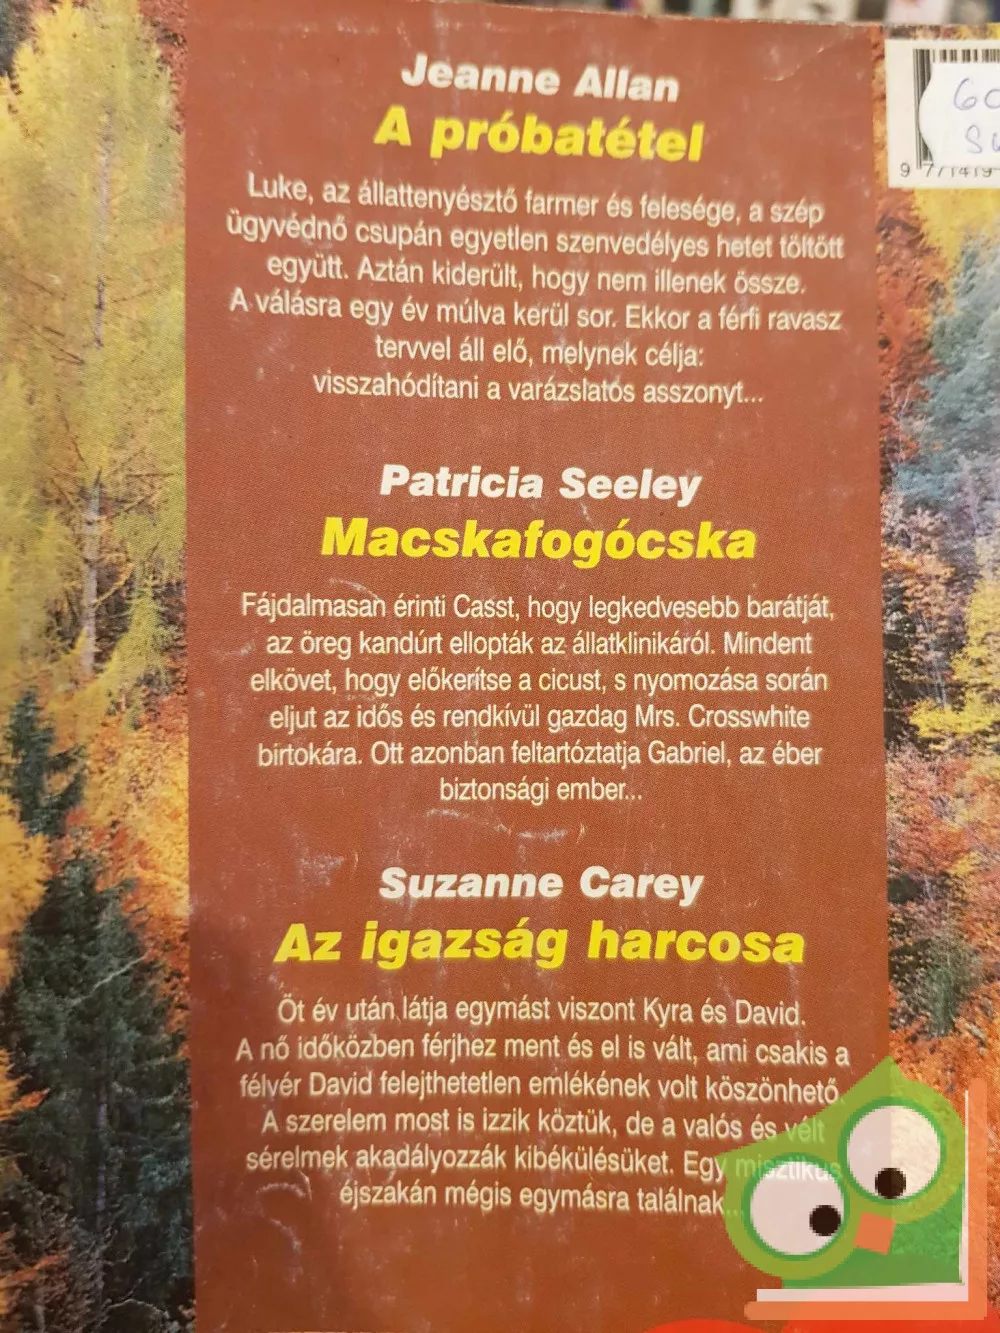 Jeanne Allan
A próbatétel
Luke, az állattenyésztő farmer és felesége, a szép
ügyvédnő csupán egyetlen szenvedélyes hetet töltött
együtt. Aztán kiderült, hogy nem illenek össze.
A válásra egy év múlva kerül sor. Ekkor a férfi ravasz
tervvel áll elő, melynek célja:
visszahódítani a varázslatos asszonyt...
Patricia Seeley
Macskafogócska
Fájdalmasan érinti Casst, hogy legkedvesebb barátját,
az öreg kandúrt ellopták az állatklinikáról. Mindent
elkövet, hogy előkerítse a cicust, s nyomozása során
eljut az idős és rendkívül gazdag Mrs. Crosswhite
birtokára. Ott azonban feltartóztatja Gabriel, az éber
biztonsági ember...
Suzanne Carey
Az igazság harcosa
Öt év után látja egymást viszont Kyra és David.
A nő időközben férjhez ment és el is vált, ami csakis a
félvér David felejthetetlen emlékének volt köszönhető.
A szerelem most is izzik köztük, de a valós és vélt
sérelmek akadályozzák kibékülésüket. Egy misztikus
éjszakán mégis egymásra találnak...
60
9